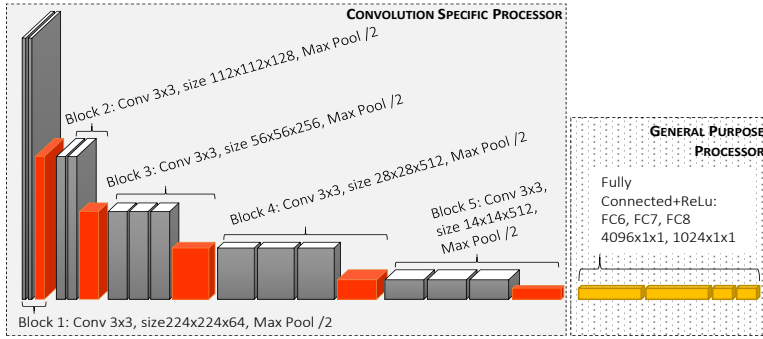 CONVOLUTION SPECIFIC PROCESSOR
Block 2: Conv 3x3, size 112x112x128, Max Pool /2
Block 3: Conv 3x3, size 56x56x256, Max Pool /2
Block 4: Conv 3x3, size 28x28x512, Max Pool /2
Block 5: Conv 3x3,
size 14x14x512,
Max Pool /2
Block 1: Conv 3x3, size224x224x64, Max Pool /2
GENERAL PURPOSE
PROCESSOR
Fully
Connected+ReLu:
FC6, FC7, FC8
4096x1x1, 1024x1x1